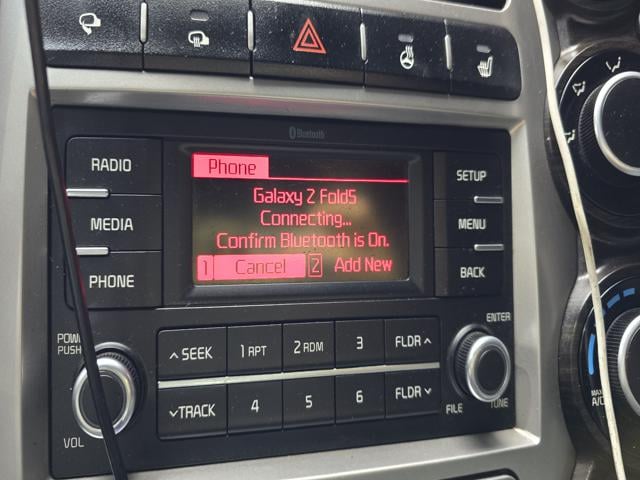 Bluetooth
RADIO
MEDIA
PHONE
Phone
Galaxy Z Fold5
Connecting...
Confirm Bluetooth is On.
1 Cancel 2 Add New
SETUP
MENU
BACK
POWER
PUSH
VOL
∧ SEEK
1 RPT
2 RDM
3
FLDR ∧
∨TRACK
4
5
6
FLDR ∨
ENTER
FILE
TUNE
MAX
A/C